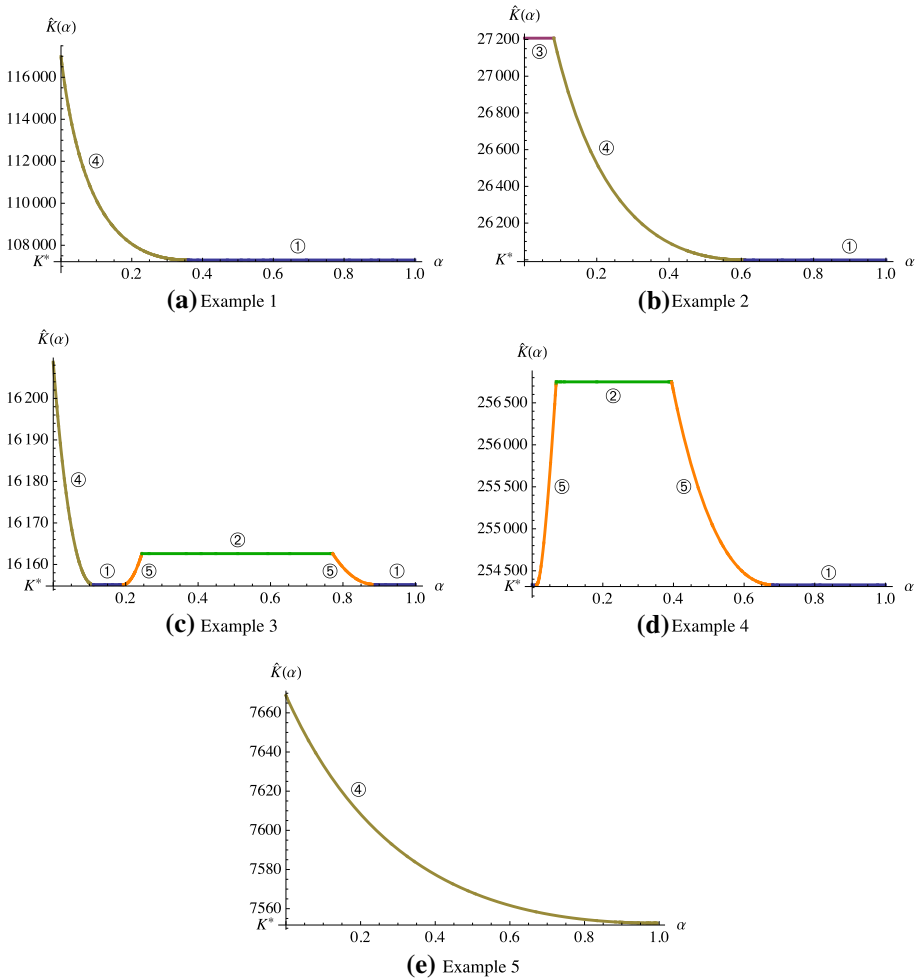 K̂(α)
116 000
114 000
112 000
110 000
108 000
K*
④
①
0.2 0.4 0.6 0.8 1.0 α
(a) Example 1
K̂(α)
27 200
27 000
26 800
26 600
26 400
26 200
K*
③
④
①
0.2 0.4 0.6 0.8 1.0 α
(b) Example 2
K̂(α)
16 200
16 190
16 180
16 170
16 160
K*
④
①
⑤
②
⑤
①
0.2 0.4 0.6 0.8 1.0 α
(c) Example 3
K̂(α)
256 500
256 000
255 500
255 000
254 500
K*
⑤
②
⑤
①
0.2 0.4 0.6 0.8 1.0 α
(d) Example 4
K̂(α)
7660
7640
7620
7600
7580
7560
K*
④
0.2 0.4 0.6 0.8 1.0 α
(e) Example 5